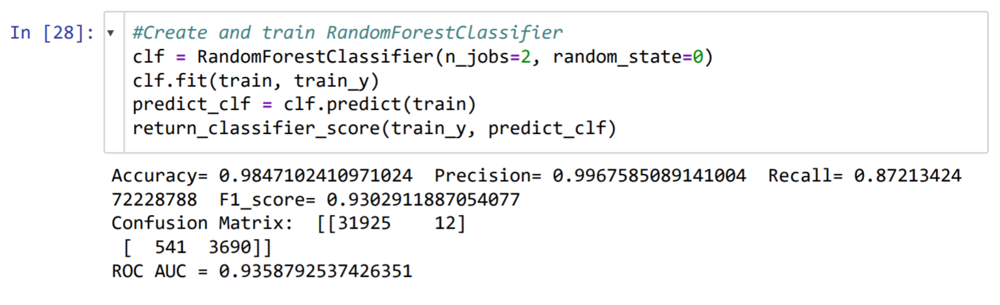 In [28]: ▾ #Create and train RandomForestClassifier
clf = RandomForestClassifier(n_jobs=2, random_state=0)
clf.fit(train, train_y)
predict_clf = clf.predict(train)
return_classifier_score(train_y, predict_clf)
Accuracy= 0.9847102410971024  Precision= 0.9967585089141004  Recall= 0.87213424
72228788  F1_score= 0.9302911887054077
Confusion Matrix:  [[31925    12]
 [  541  3690]]
ROC AUC = 0.9358792537426351